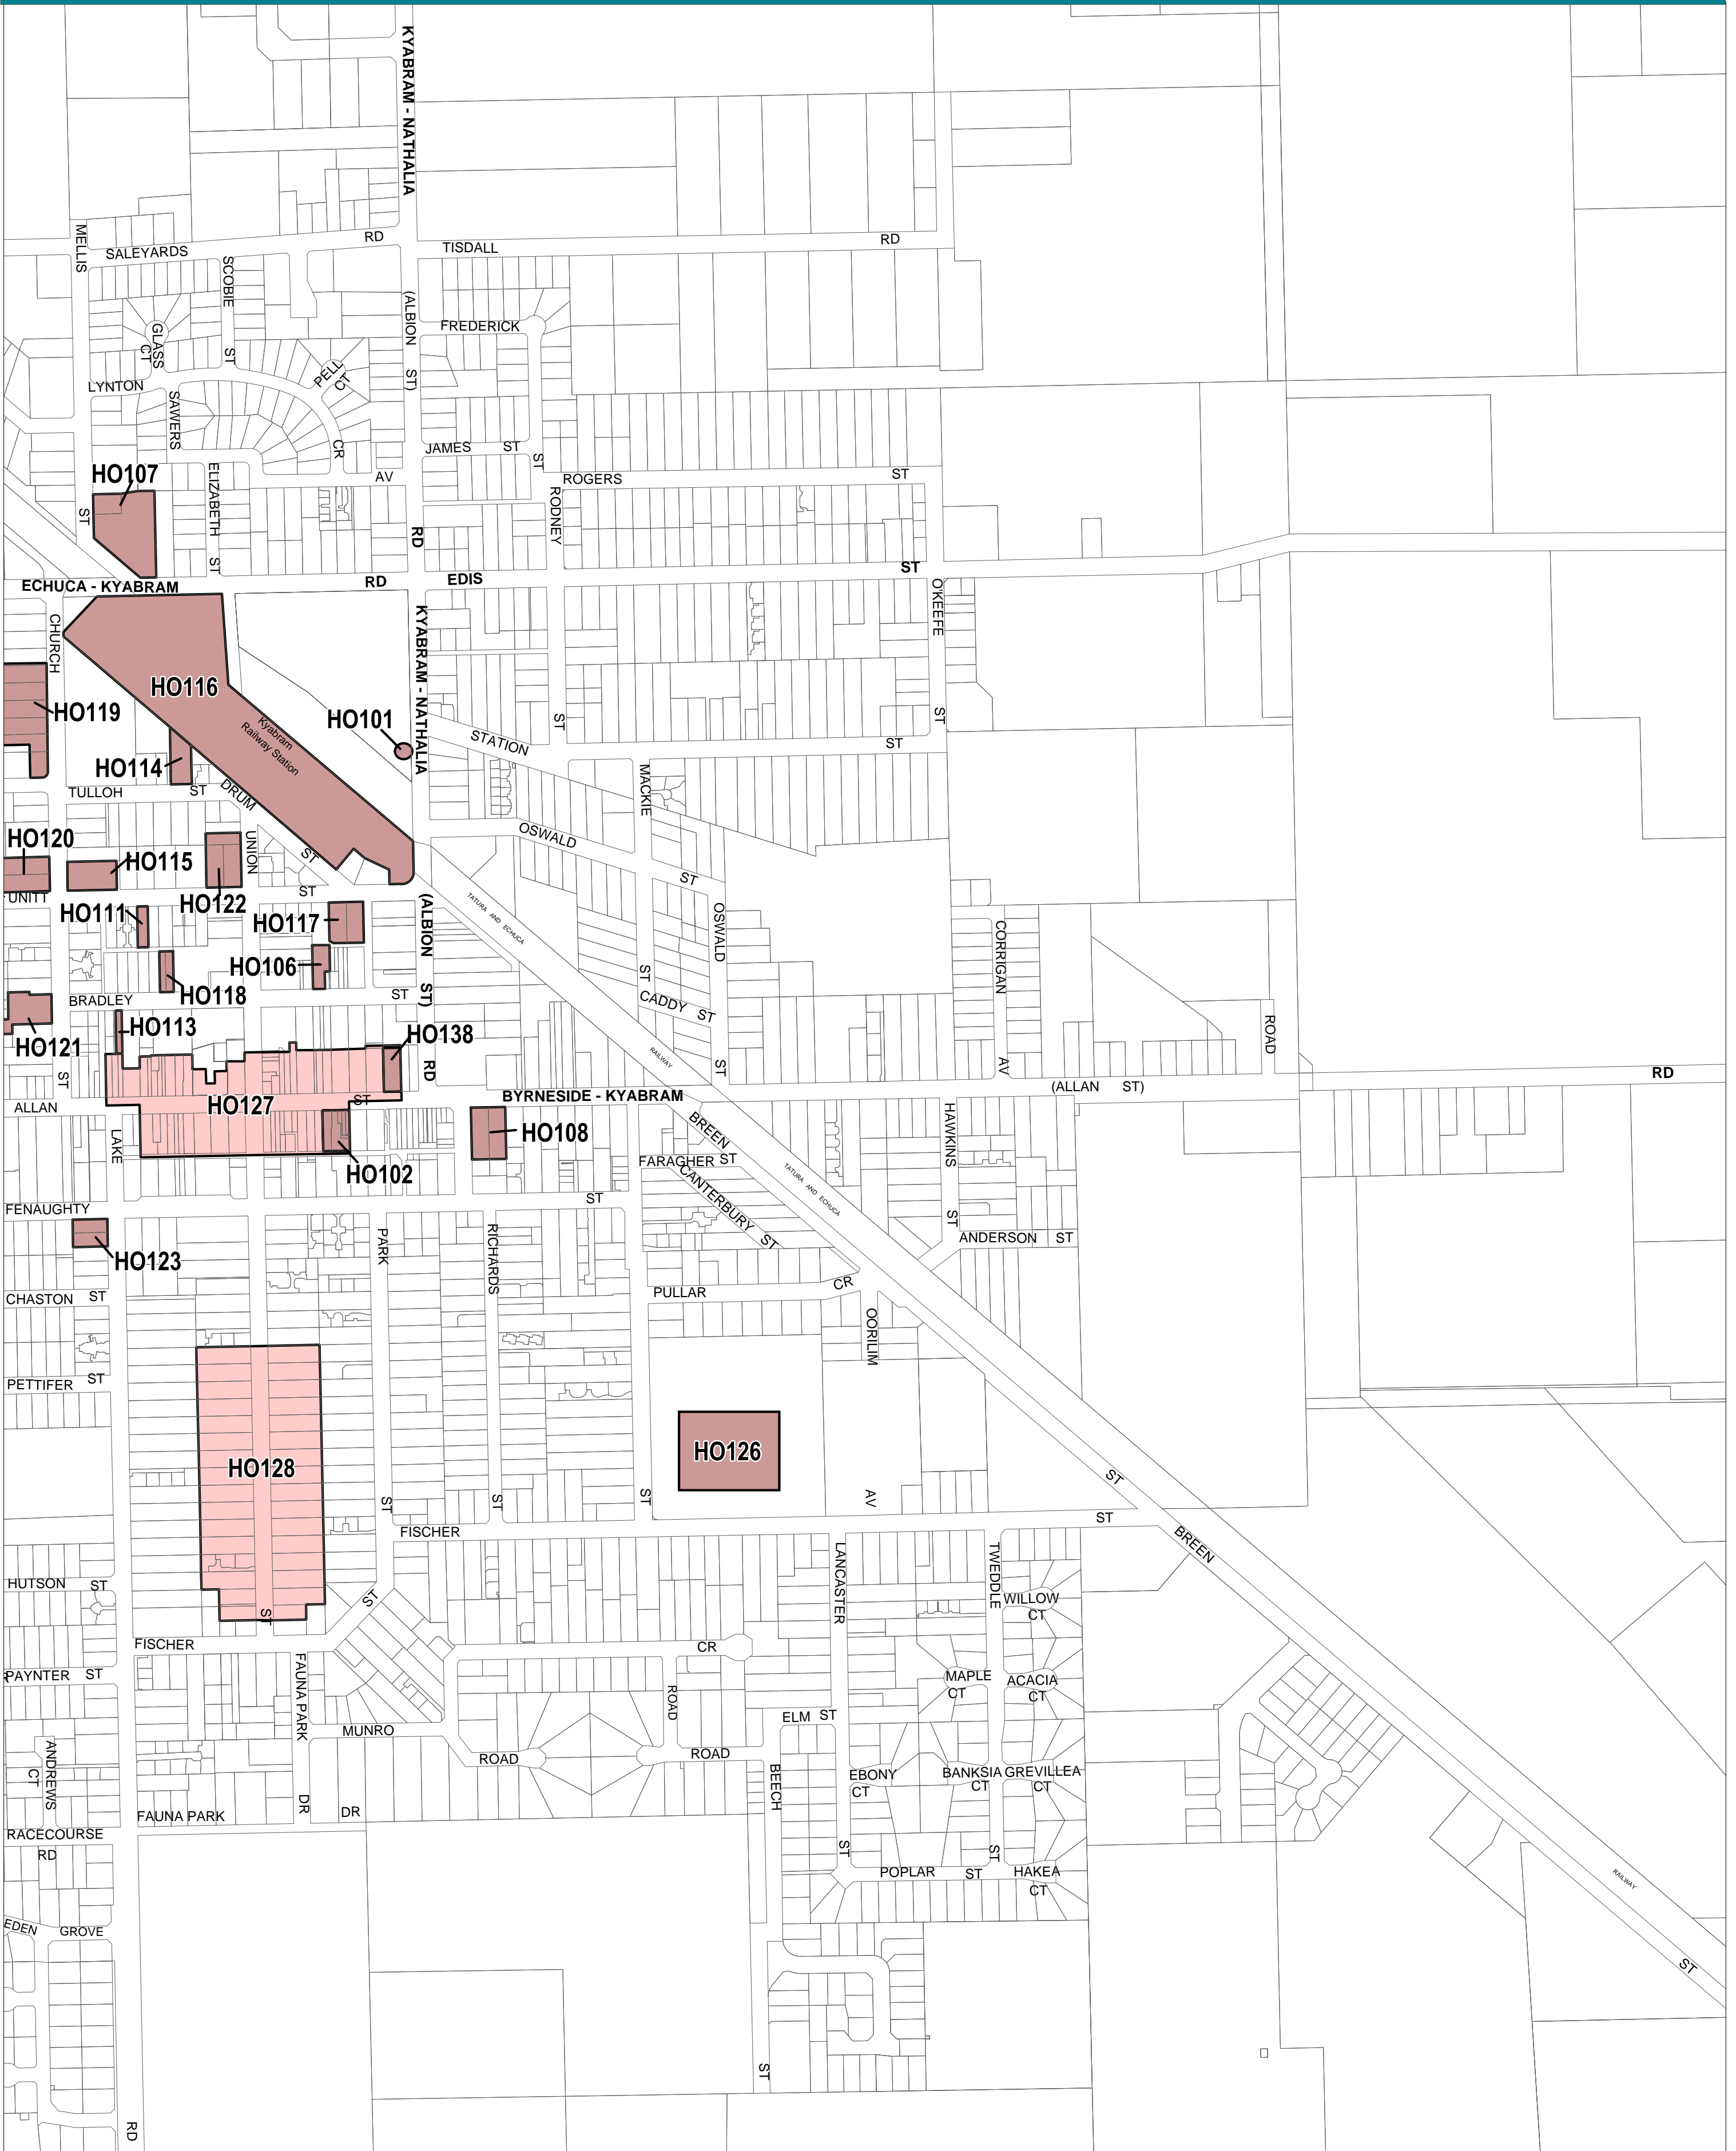 KYABRAM - NATHALIA
MELLIS
SALEYARDS
RD
TISDALL
RD
SCOBIE
ST
GLASS
CT
(ALBION
ST)
FREDERICK
PELL
CT
LYNTON
SAWERS
CR
JAMES
ST
ST
HO107
ELIZABETH
ST
AV
ROGERS
ST
RODNEY
ST
RD
ECHUCA - KYABRAM
RD
EDIS
ST
CHURCH
KYABRAM - NATHALIA
O'KEEFE
ST
HO116
Kyabram
Railway Station
HO119
HO101
ST
STATION
ST
HO114
TULLOH
ST
DRUM
ST
MACKIE
HO120
UNION
OSWALD
ST
HO115
UNITT
ST
HO122
HO111
HO117
(ALBION
ST)
TATURA AND ECHUCA
OSWALD
CORRIGAN
HO106
HO118
BRADLEY
ST
ST
CADDY
ST
HO113
HO138
HO121
RAILWAY
ROAD
ST
RD
ST
AV
(ALLAN
ST)
RD
ALLAN
HO127
ST
BYRNESIDE - KYABRAM
LAKE
HO108
BREEN
HAWKINS
HO102
FARAGHER
ST
TATURA AND ECHUCA
CANTERBURY
ST
ST
FENAUGHTY
ST
HO123
PARK
RICHARDS
ANDERSON
ST
CHASTON
ST
PULLAR
CR
OORILIM
PETTIFER
ST
HO126
HO128
ST
ST
ST
ST
AV
FISCHER
ST
BREEN
LANCASTER
TWEDDLE
HUTSON
ST
ST
ST
WILLOW
CT
FISCHER
CR
PAYNTER
ST
FAUNA PARK
MAPLE
CT
ACACIA
CT
ROAD
MUNRO
ELM
ST
ROAD
ROAD
ANDREWS
CT
BEECH
EBONY
CT
BANKSIA
CT
GREVILLEA
CT
DR
DR
FAUNA PARK
RACECOURSE
RD
ST
ST
POPLAR
ST
HAKEA
CT
RAILWAY
EDEN
GROVE
ST
ST
RD